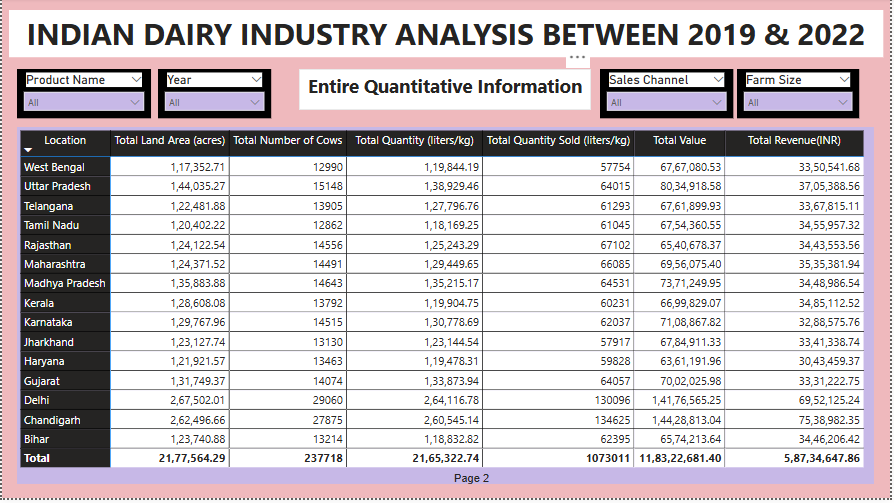 INDIAN DAIRY INDUSTRY ANALYSIS BETWEEN 2019 & 2022
Product Name Year Entire Quantitative Information Sales Channel Farm Size
All All All All
Location Total Land Area (acres) Total Number of Cows Total Quantity (liters/kg) Total Quantity Sold (liters/kg) Total Value Total Revenue(INR)
West Bengal 1,17,352.71 12990 1,19,844.19 57754 67,67,080.53 33,50,541.68
Uttar Pradesh 1,44,035.27 15148 1,38,929.46 64015 80,34,918.58 37,05,388.56
Telangana 1,22,481.88 13905 1,27,796.76 61293 67,61,899.93 33,67,815.11
Tamil Nadu 1,20,402.22 12862 1,18,169.25 61045 67,54,360.55 34,55,957.32
Rajasthan 1,24,122.54 14556 1,25,243.29 67102 65,40,678.37 34,43,553.56
Maharashtra 1,24,371.52 14491 1,29,449.65 66085 69,56,075.40 35,35,381.94
Madhya Pradesh 1,35,883.88 14643 1,35,215.17 64531 73,71,249.95 34,48,986.54
Kerala 1,28,608.08 13792 1,19,904.75 60231 66,99,829.07 34,85,112.52
Karnataka 1,29,767.96 14515 1,30,778.69 62037 71,08,867.82 32,88,575.76
Jharkhand 1,23,127.74 13130 1,23,144.54 57917 67,84,911.33 33,41,338.74
Haryana 1,21,921.57 13463 1,19,478.31 59828 63,61,191.96 30,43,459.37
Gujarat 1,31,749.37 14074 1,33,873.94 64057 70,02,025.98 33,31,222.75
Delhi 2,67,502.01 29060 2,64,116.78 130096 1,41,76,565.25 69,52,125.24
Chandigarh 2,62,496.66 27875 2,60,545.14 134625 1,44,28,813.04 75,38,982.35
Bihar 1,23,740.88 13214 1,18,832.82 62395 65,74,213.64 34,46,206.42
Total 21,77,564.29 237718 21,65,322.74 1073011 11,83,22,681.40 5,87,34,647.86
Page 2